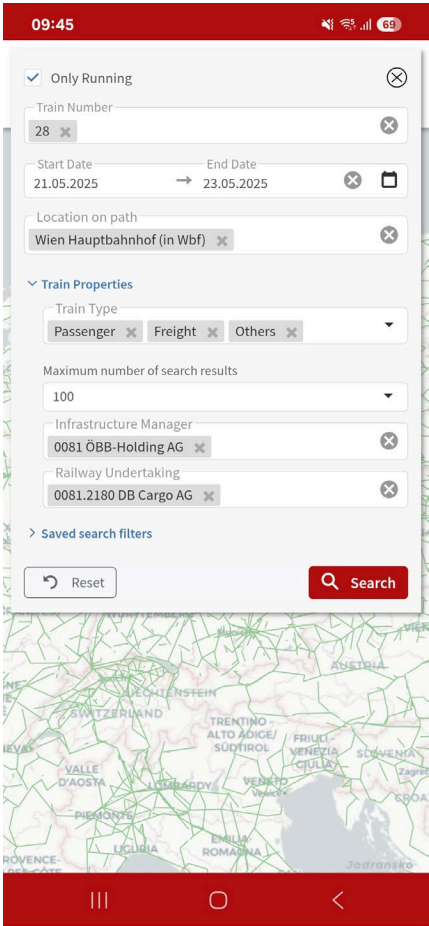 09:45
69
Only Running
Train Number
28
Start Date
End Date
21.05.2025 → 23.05.2025
Location on path
Wien Hauptbahnhof (in Wbf)
Train Properties
Train Type
Passenger Freight Others
Maximum number of search results
100
Infrastructure Manager
0081 ÖBB-Holding AG
Railway Undertaking
0081.2180 DB Cargo AG
Saved search filters
Reset
Search
AUSTRIA
LIECHTENSTEIN
SWITZERLAND
TRENTINO -
ALTO ADIGE/
SÜDTIROL
FRIULI-
VENEZIA
GIULIA
SLOVENIA
VALLE
D'AOSTA
LOMBARDY
VENETO
Venice
Zagreb
CROA
PIEMONTE
LIGURIA
EMILIA-
ROMAGNA
Jadransko
PROVENCE-